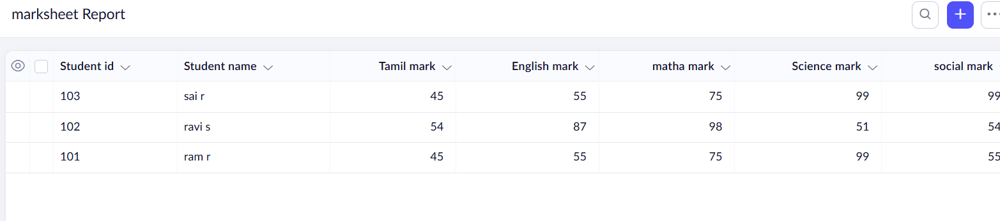 marksheet Report
Student id Student name Tamil mark English mark matha mark Science mark social mark
103 sai r 45 55 75 99 99
102 ravi s 54 87 98 51 54
101 ram r 45 55 75 99 55